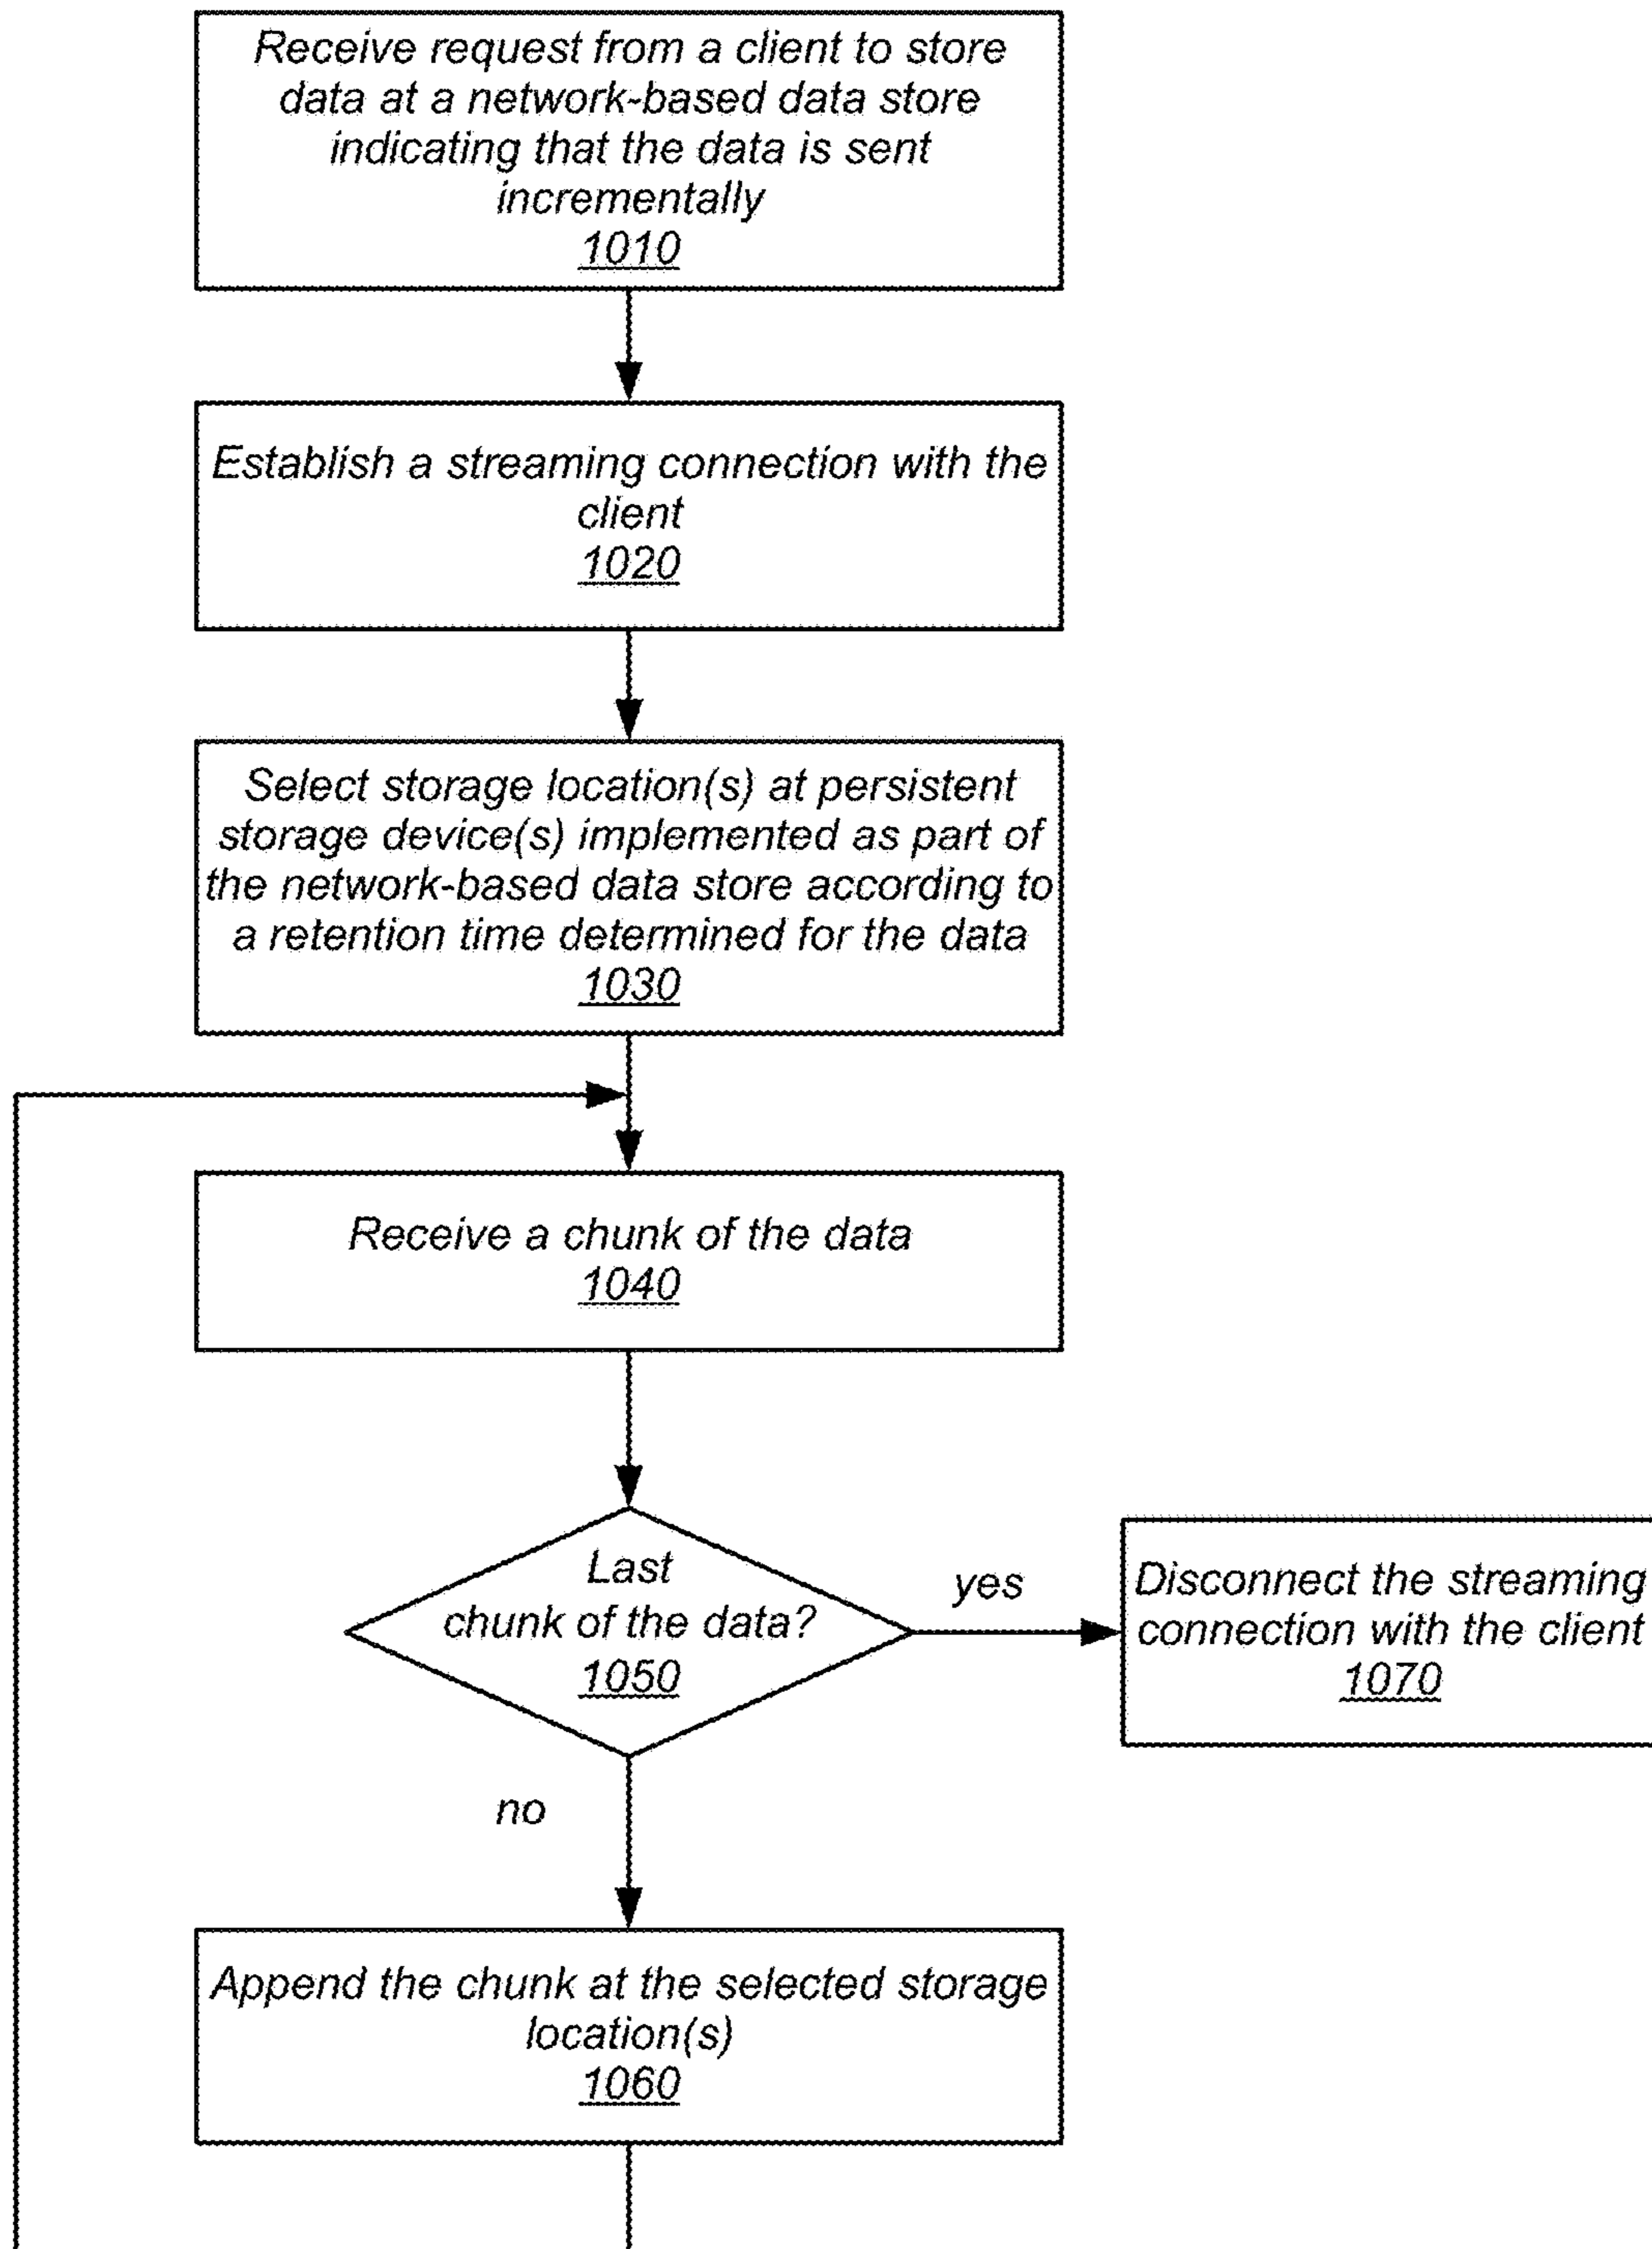 Receive request from a client to store
data at a network-based data store
indicating that the data is sent
incrementally
1010
Establish a streaming connection with the
client
1020
Select storage location(s) at persistent
storage device(s) implemented as part of
the network-based data store according to
a retention time determined for the data
1030
Receive a chunk of the data
1040
Last
chunk of the data?
1050
yes
Disconnect the streaming
connection with the client
1070
no
Append the chunk at the selected storage
location(s)
1060